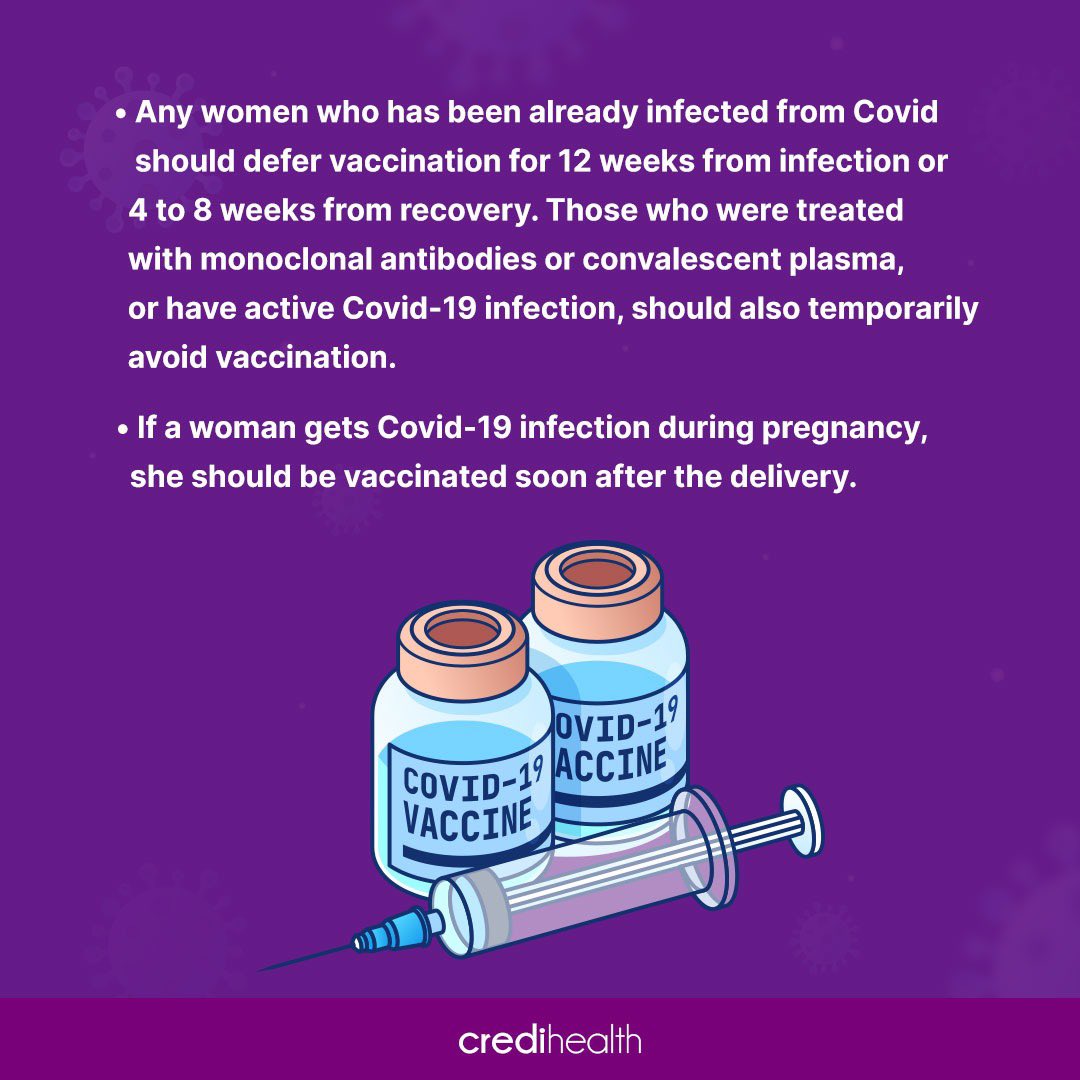 • Any women who has been already infected from Covid
should defer vaccination for 12 weeks from infection or
4 to 8 weeks from recovery. Those who were treated
with monoclonal antibodies or convalescent plasma,
or have active Covid-19 infection, should also temporarily
avoid vaccination.
• If a woman gets Covid-19 infection during pregnancy,
she should be vaccinated soon after the delivery.
OVID-19
ACCINE
COVID-19
VACCINE
credihealth